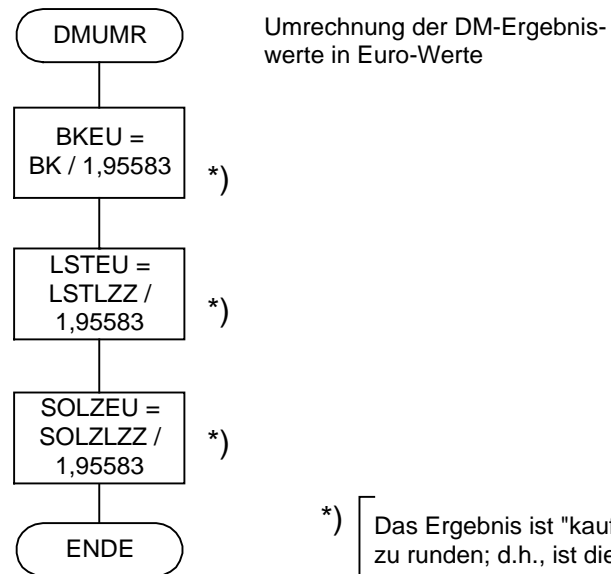 DMUMR
Umrechnung der DM-Ergebnis-
werte in Euro-Werte
BKEU =
BK / 1,95583
*)
LSTEU =
LSTLZZ /
1,95583
*)
SOLZEU =
SOLZLZZ /
1,95583
*)
ENDE
*)
Das Ergebnis ist "kauf
zu runden; d.h., ist die